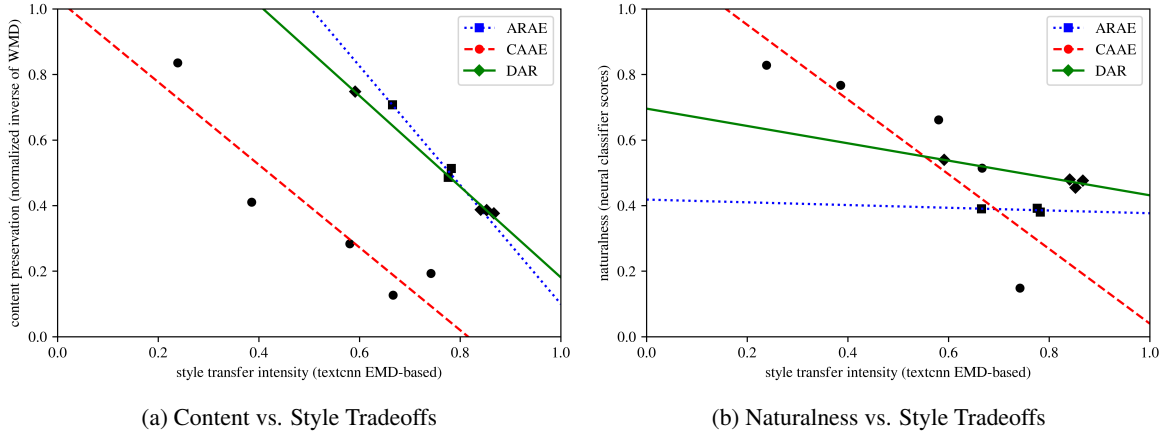 content preservation (normalized inverse of WMD)
1.0
0.8
0.6
0.4
0.2
0.0
0.0 0.2 0.4 0.6 0.8 1.0
style transfer intensity (textcnn EMD-based)
ARAE
CAAE
DAR
(a) Content vs. Style Tradeoffs
naturalness (neural classifier scores)
1.0
0.8
0.6
0.4
0.2
0.0
0.0 0.2 0.4 0.6 0.8 1.0
style transfer intensity (textcnn EMD-based)
ARAE
CAAE
DAR
(b) Naturalness vs. Style Tradeoffs